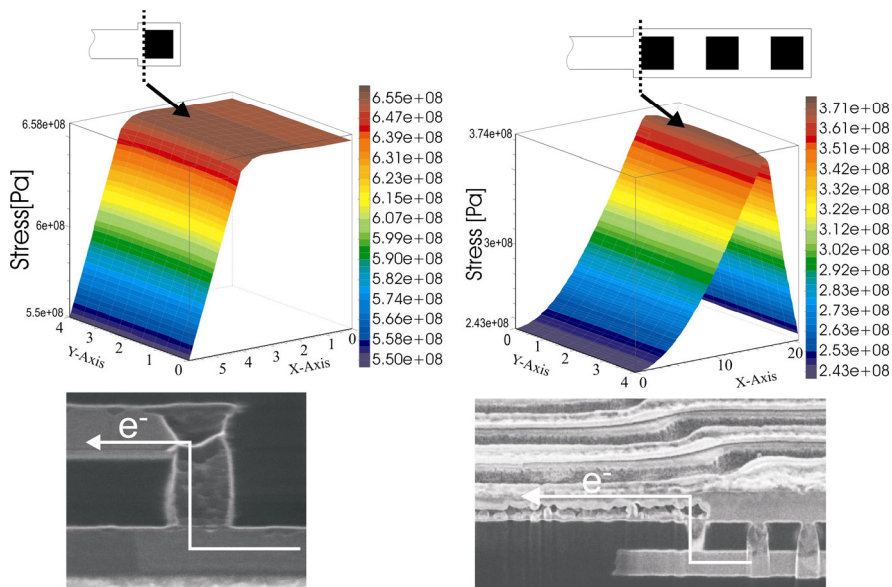 6.58e+08
6e+08
5.5e+08
Stress[Pa]
4
3
2
1
0
Y-Axis
5
4
3
2
1
0
X-Axis
6.55e+08
6.47e+08
6.39e+08
6.31e+08
6.23e+08
6.15e+08
6.07e+08
5.99e+08
5.90e+08
5.82e+08
5.74e+08
5.66e+08
5.58e+08
5.50e+08
3.74e+08
3e+08
2.43e+08
Stress [Pa]
0
1
2
3
4
Y-Axis
0
10
20
X-Axis
3.71e+08
3.61e+08
3.51e+08
3.42e+08
3.32e+08
3.22e+08
3.12e+08
3.02e+08
2.92e+08
2.82e+08
2.73e+08
2.63e+08
2.53e+08
2.43e+08
e-
e-